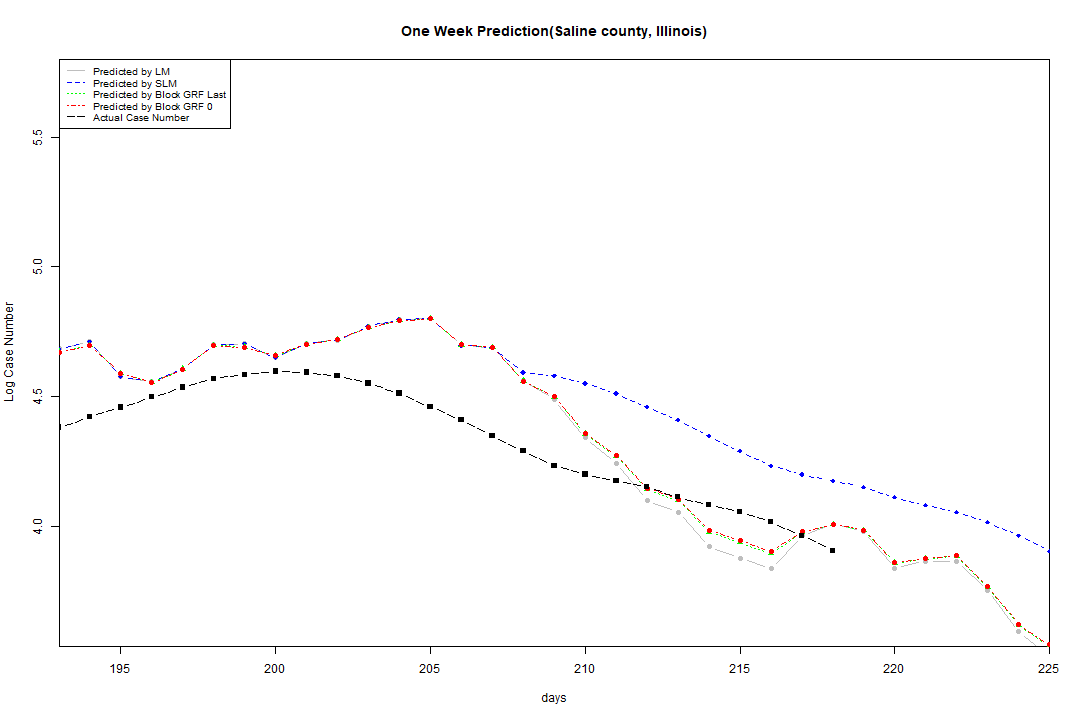 One Week Prediction(Saline county, Illinois)
Predicted by LM
Predicted by SLM
Predicted by Block GRF Last
Predicted by Block GRF 0
Actual Case Number
5.5
5.0
4.5
4.0
Log Case Number
195 200 205 210 215 220 225
days